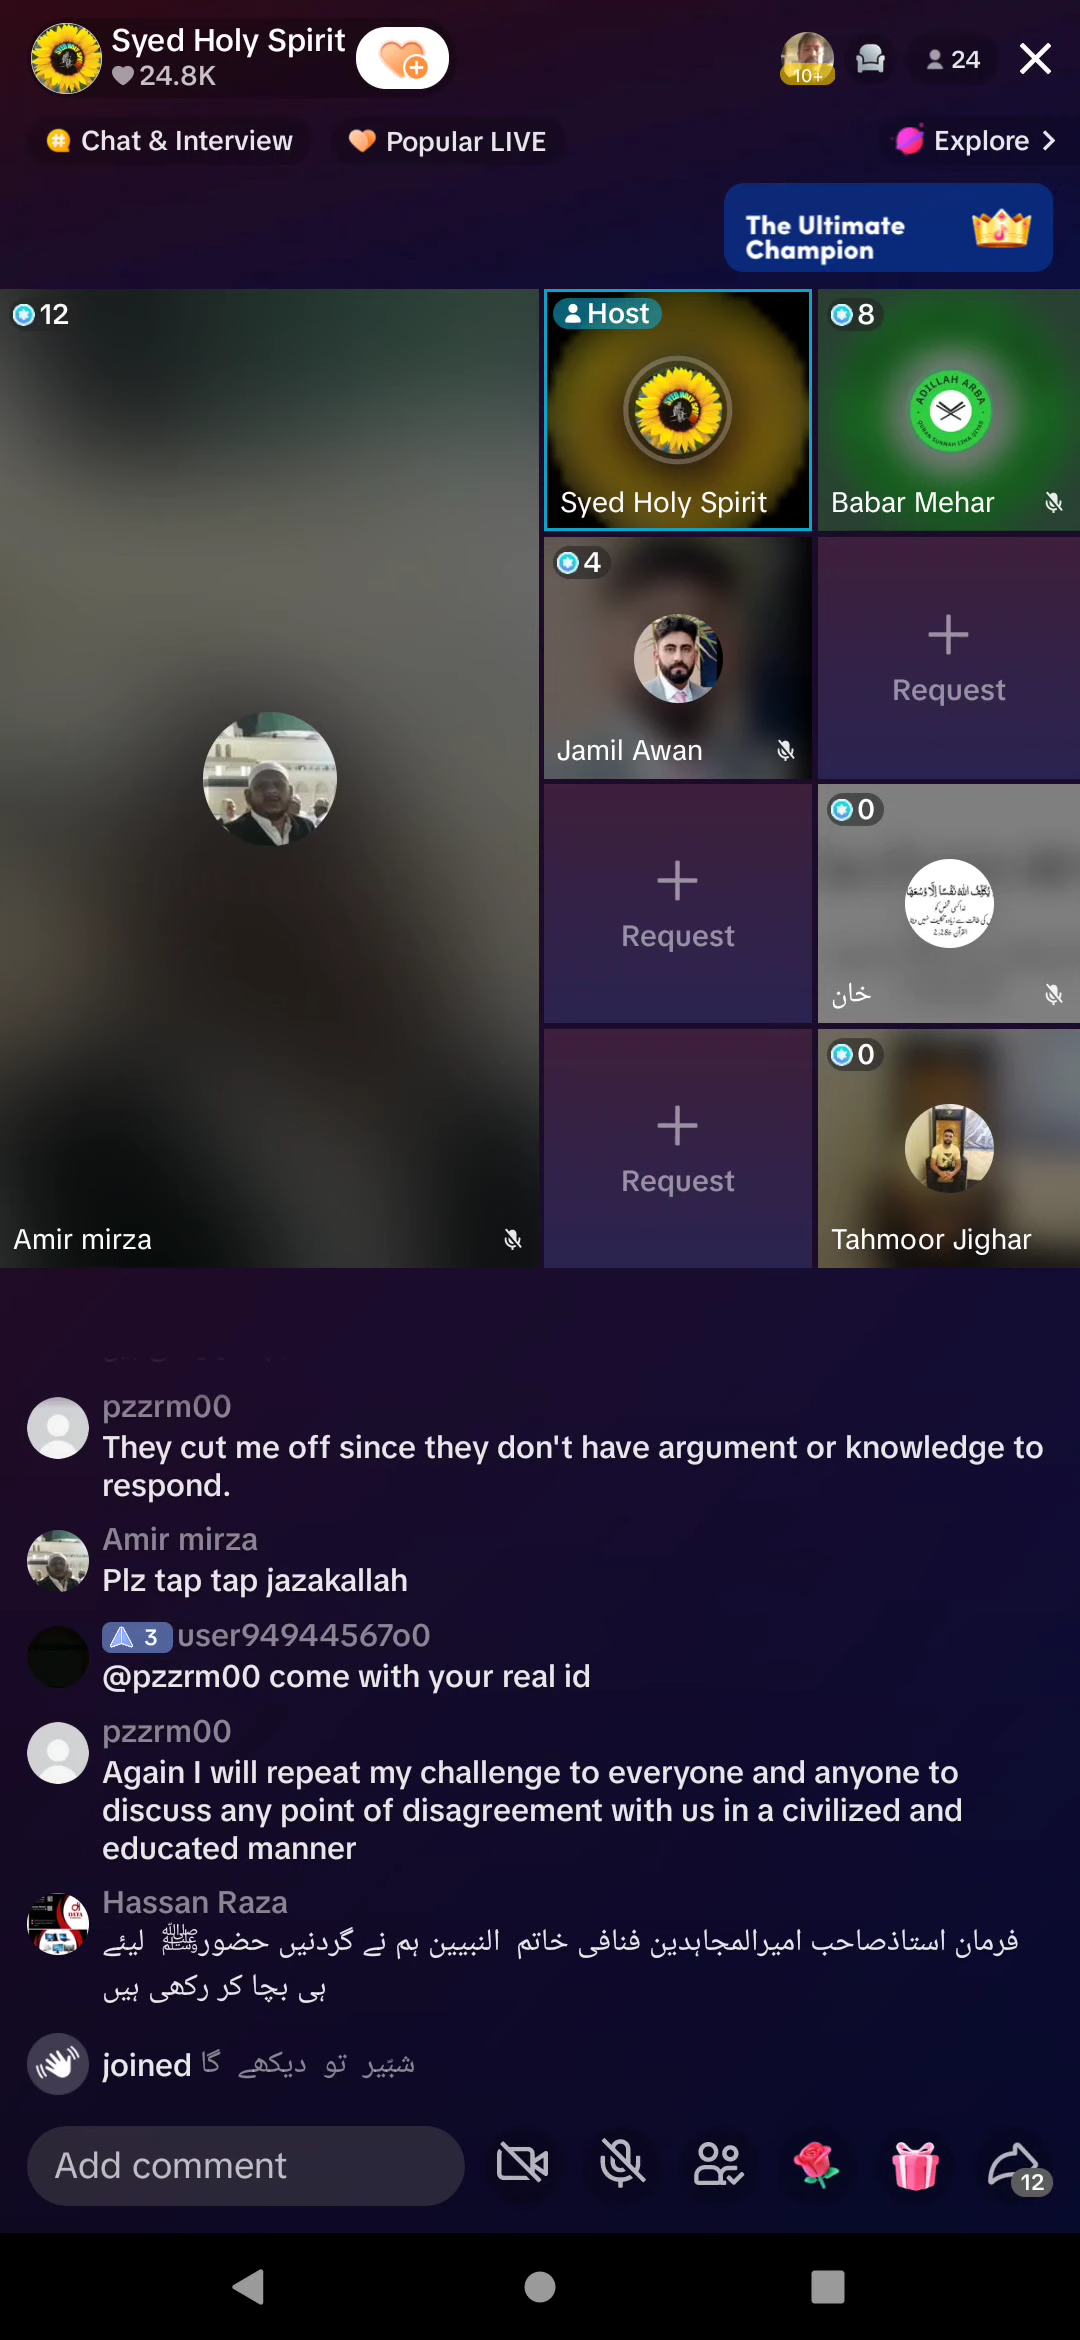 Syed Holy Spirit
24.8K
10+
24
Chat & Interview
Popular LIVE
Explore
The Ultimate
Champion
12
Host
8
ADILLAH ARBA
Syed Holy Spirit
Babar Mehar
4
Request
Jamil Awan
0
Request
خان
0
Request
Amir mirza
Tahmoor Jighar
pzzrm00
They cut me off since they don't have argument or knowledge to
respond.
Amir mirza
Plz tap tap jazakallah
3 user94944567o0
@pzzrm00 come with your real id
pzzrm00
Again I will repeat my challenge to everyone and anyone to
discuss any point of disagreement with us in a civilized and
educated manner
Hassan Raza
فرمان استاذصاحب امیرالمجاہدین فنافی خاتم النبیین ہم نے گردنیں حضورﷺ لیئے
ہی بچا کر رکھی ہیں
joined شبّیر تو دیکھے گا
Add comment
12